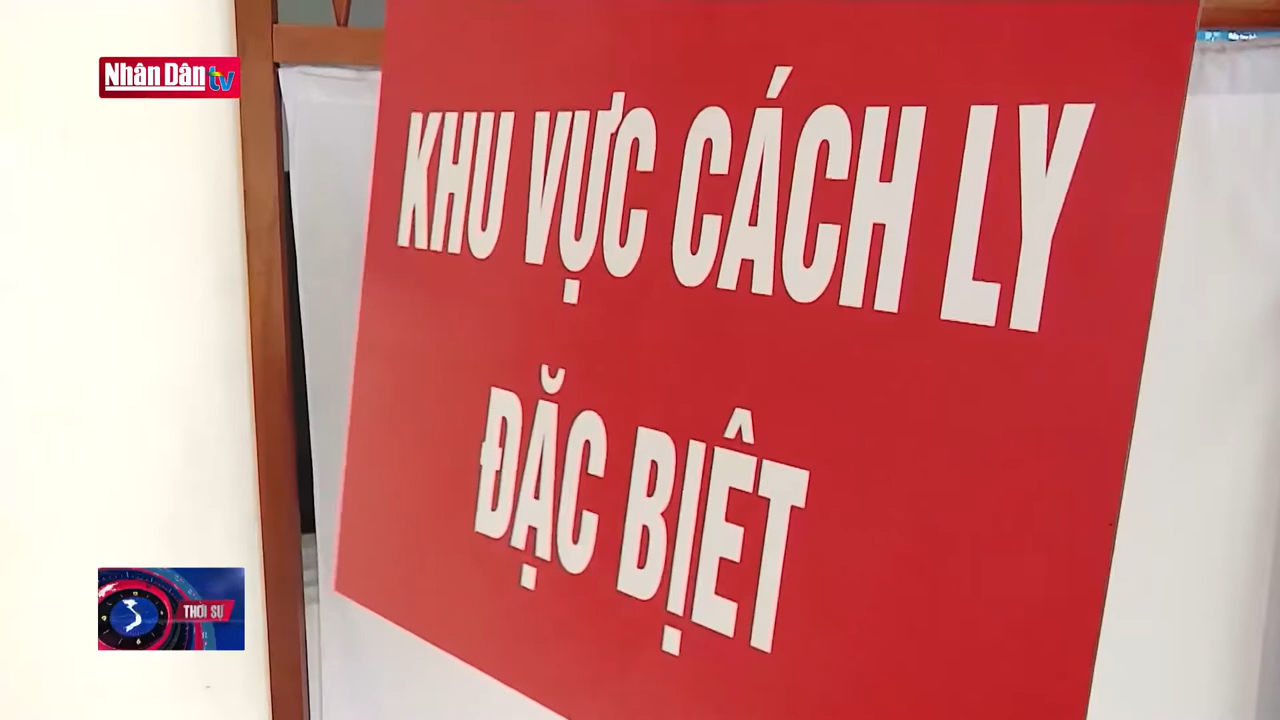 Nhân Dân tv
KHU VỰC CÁCH LY
ĐẶC BIỆT
THỜI SỰ